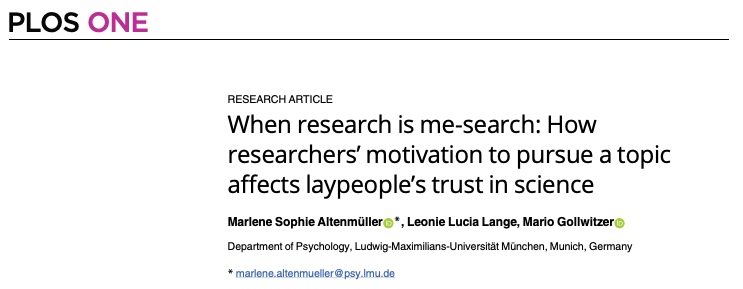 PLOS ONE
RESEARCH ARTICLE
When research is me-search: How
researchers’ motivation to pursue a topic
affects laypeople’s trust in science
Marlene Sophie Altenmüller iD *, Leonie Lucia Lange, Mario Gollwitzer iD
Department of Psychology, Ludwig-Maximilians-Universität München, Munich, Germany
* marlene.altenmueller@psy.lmu.de